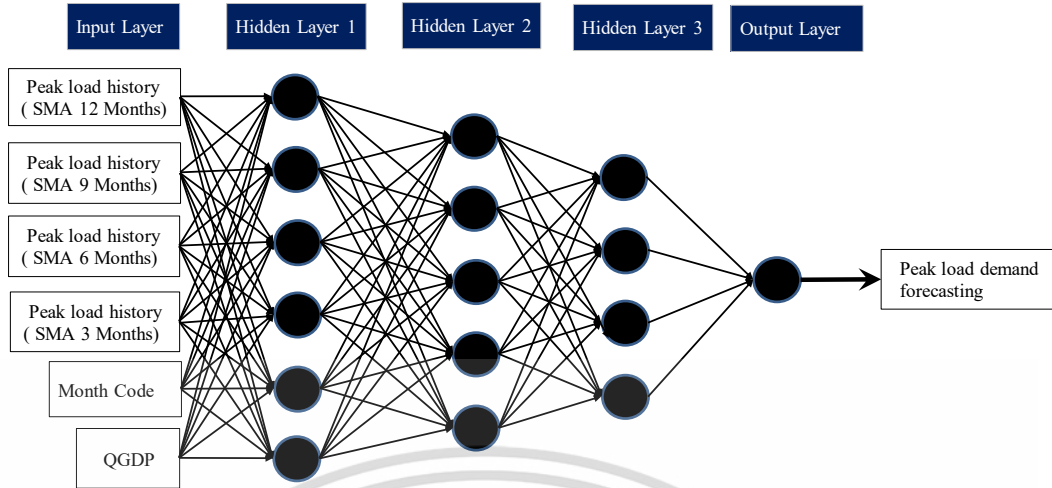 Input Layer
Hidden Layer 1
Hidden Layer 2
Hidden Layer 3
Output Layer
Peak load history
( SMA 12 Months)
Peak load history
( SMA 9 Months)
Peak load history
( SMA 6 Months)
Peak load history
( SMA 3 Months)
Month Code
QGDP
Peak load demand
forecasting